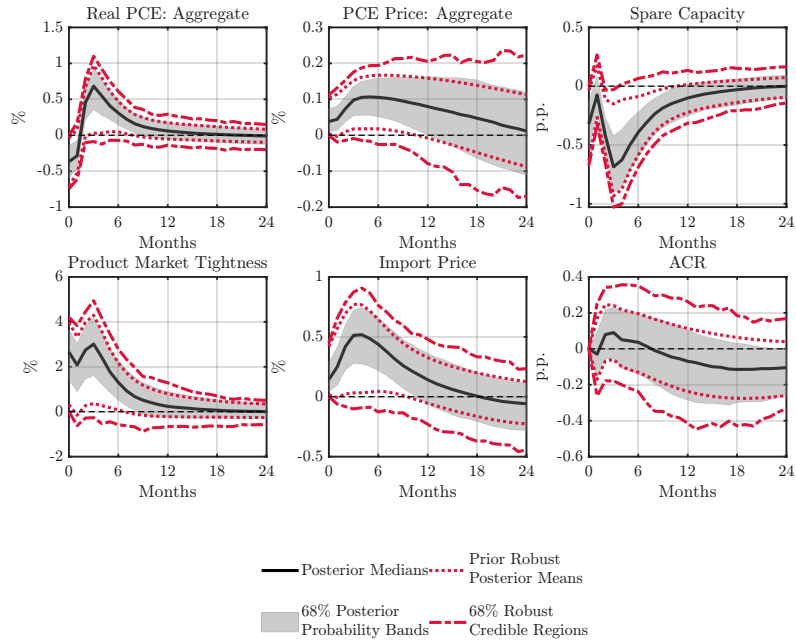 Real PCE: Aggregate
PCE Price: Aggregate
Spare Capacity
1.5
1
0.5
0
-0.5
-1
%
0 6 12 18 24
Months
0.3
0.2
0.1
0
0.1
0.2
%
0 6 12 18 24
Months
0.5
0
-0.5
-1
p.p.
0 6 12 18 24
Months
Product Market Tightness
Import Price
ACR
6
4
2
0
-2
%
0 6 12 18 24
Months
1
0.5
0
-0.5
%
0 6 12 18 24
Months
0.4
0.2
0
-0.2
-0.4
-0.6
p.p.
0 6 12 18 24
Months
Posterior Medians
Prior Robust
Posterior Means
68% Posterior
Probability Bands
68% Robust
Credible Regions